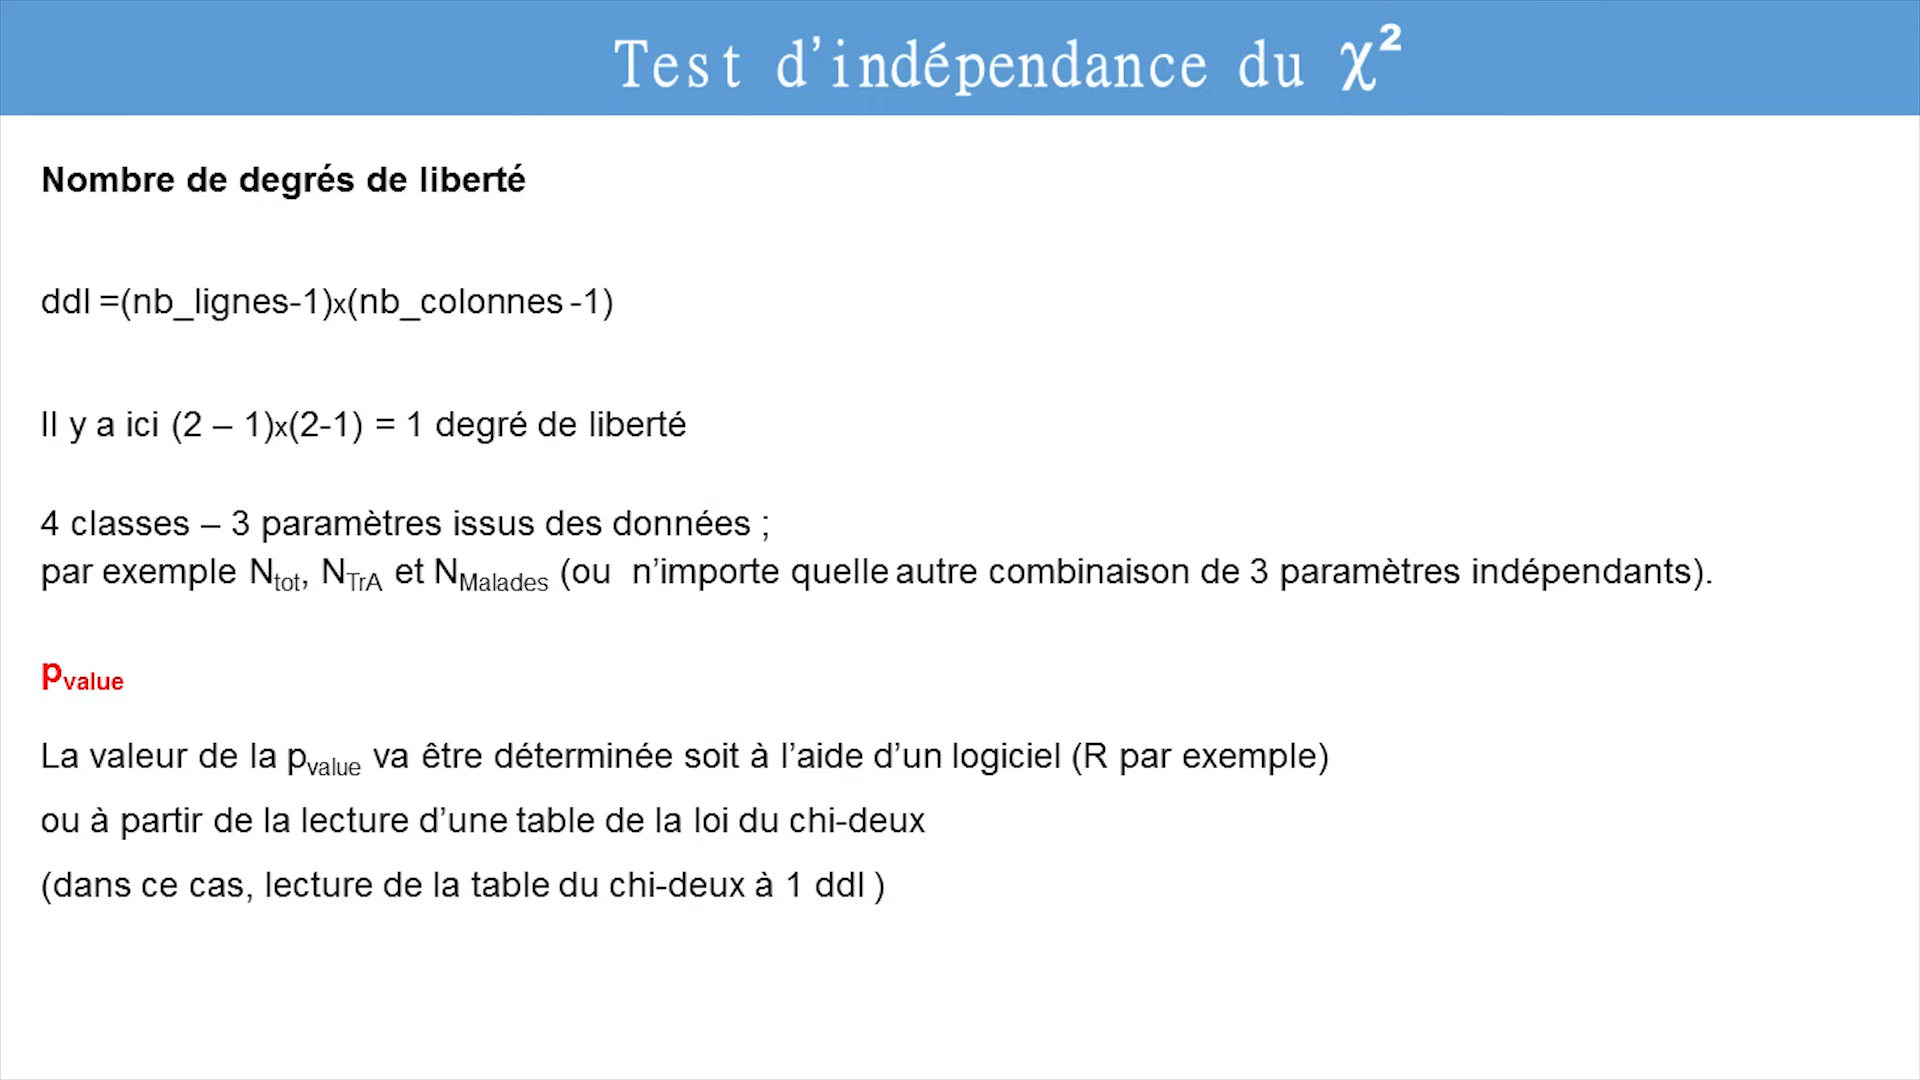 Test d'indépendance du χ²
Nombre de degrés de liberté
ddl =(nb_lignes-1)x(nb_colonnes -1)
Il y a ici (2 – 1)x(2-1) = 1 degré de liberté
4 classes – 3 paramètres issus des données ;
par exemple Ntot, NTrA et NMalades (ou n’importe quelle autre combinaison de 3 paramètres indépendants).
pvalue
La valeur de la pvalue va être déterminée soit à l’aide d’un logiciel (R par exemple)
ou à partir de la lecture d’une table de la loi du chi-deux
(dans ce cas, lecture de la table du chi-deux à 1 ddl )